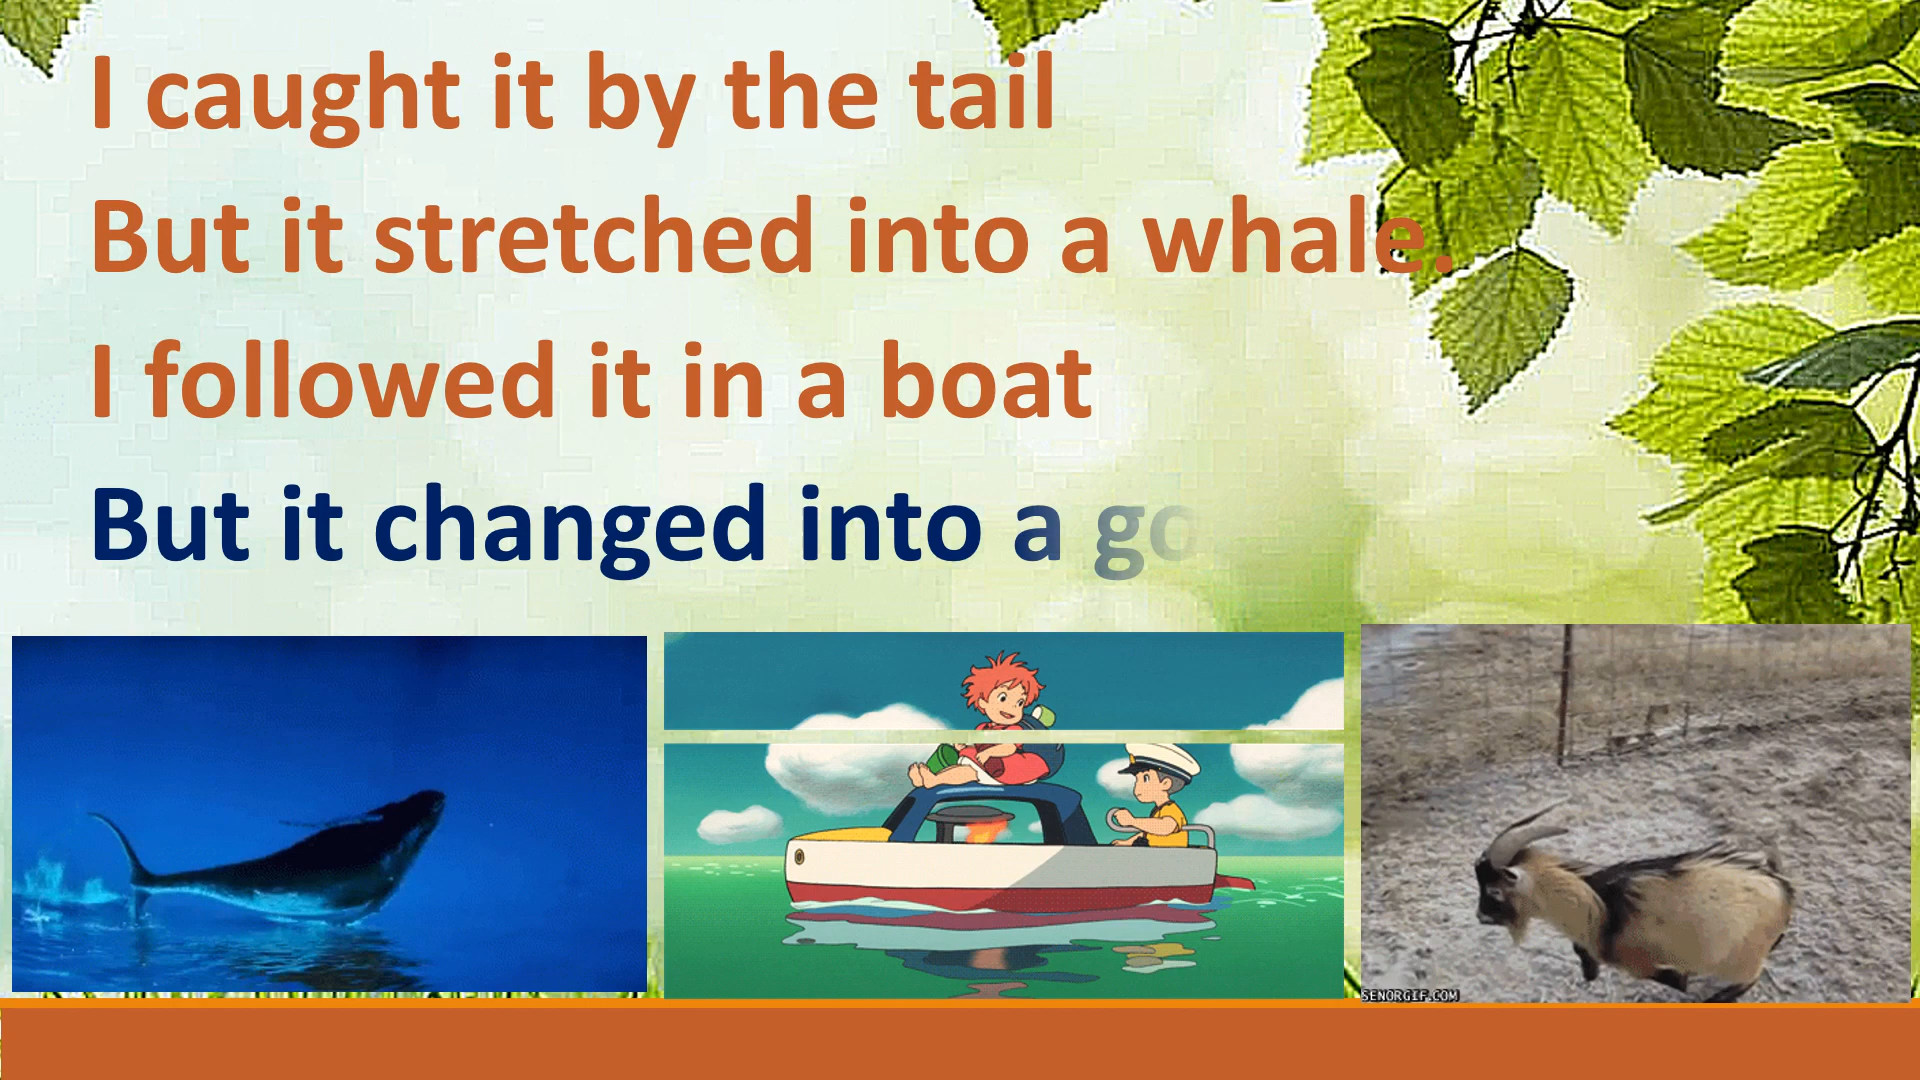 I caught it by the tail
But it stretched into a whale.
I followed it in a boat
But it changed into a go
SENORGIF.COM